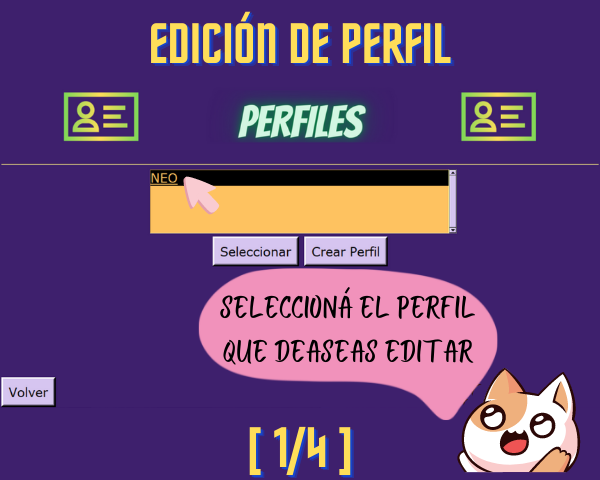 EDICIÓN DE PERFIL
PERFILES
NEO
Seleccionar Crear Perfil
SELECCIONÁ EL PERFIL
QUE DEASEAS EDITAR
Volver
[ 1/4 ]